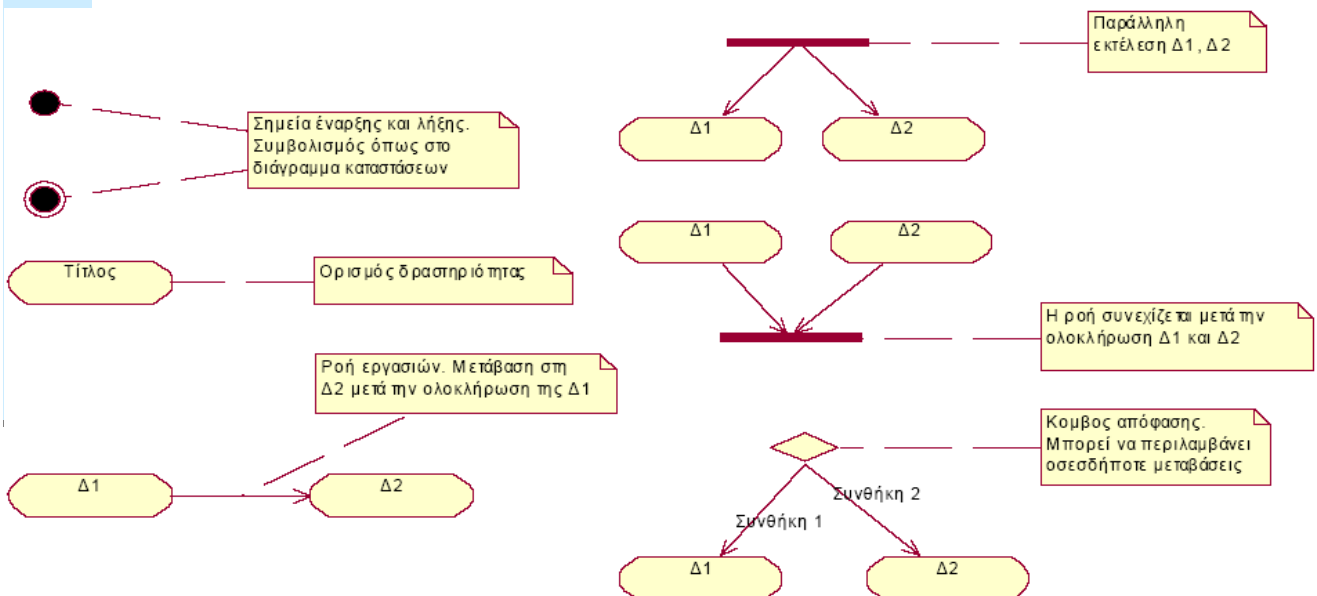 Σημεία έναρξης και λήξης.
Συμβολισμός όπως στο
διάγραμμα καταστάσεων
Τίτλος
Ορισμός δραστηριότητας
Ροή εργασιών. Μετάβαση στη
Δ2 μετά την ολοκλήρωση της Δ1
Δ1
Δ2
Παράλληλη
εκτέλεση Δ1, Δ2
Δ1
Δ2
Δ1
Δ2
Η ροή συνεχίζεται μετά την
ολοκλήρωση Δ1 και Δ2
Κομβος απόφασης.
Μπορεί να περιλαμβάνει
οσεσδήποτε μεταβάσεις
Συνθήκη 2
Συνθήκη 1
Δ1
Δ2